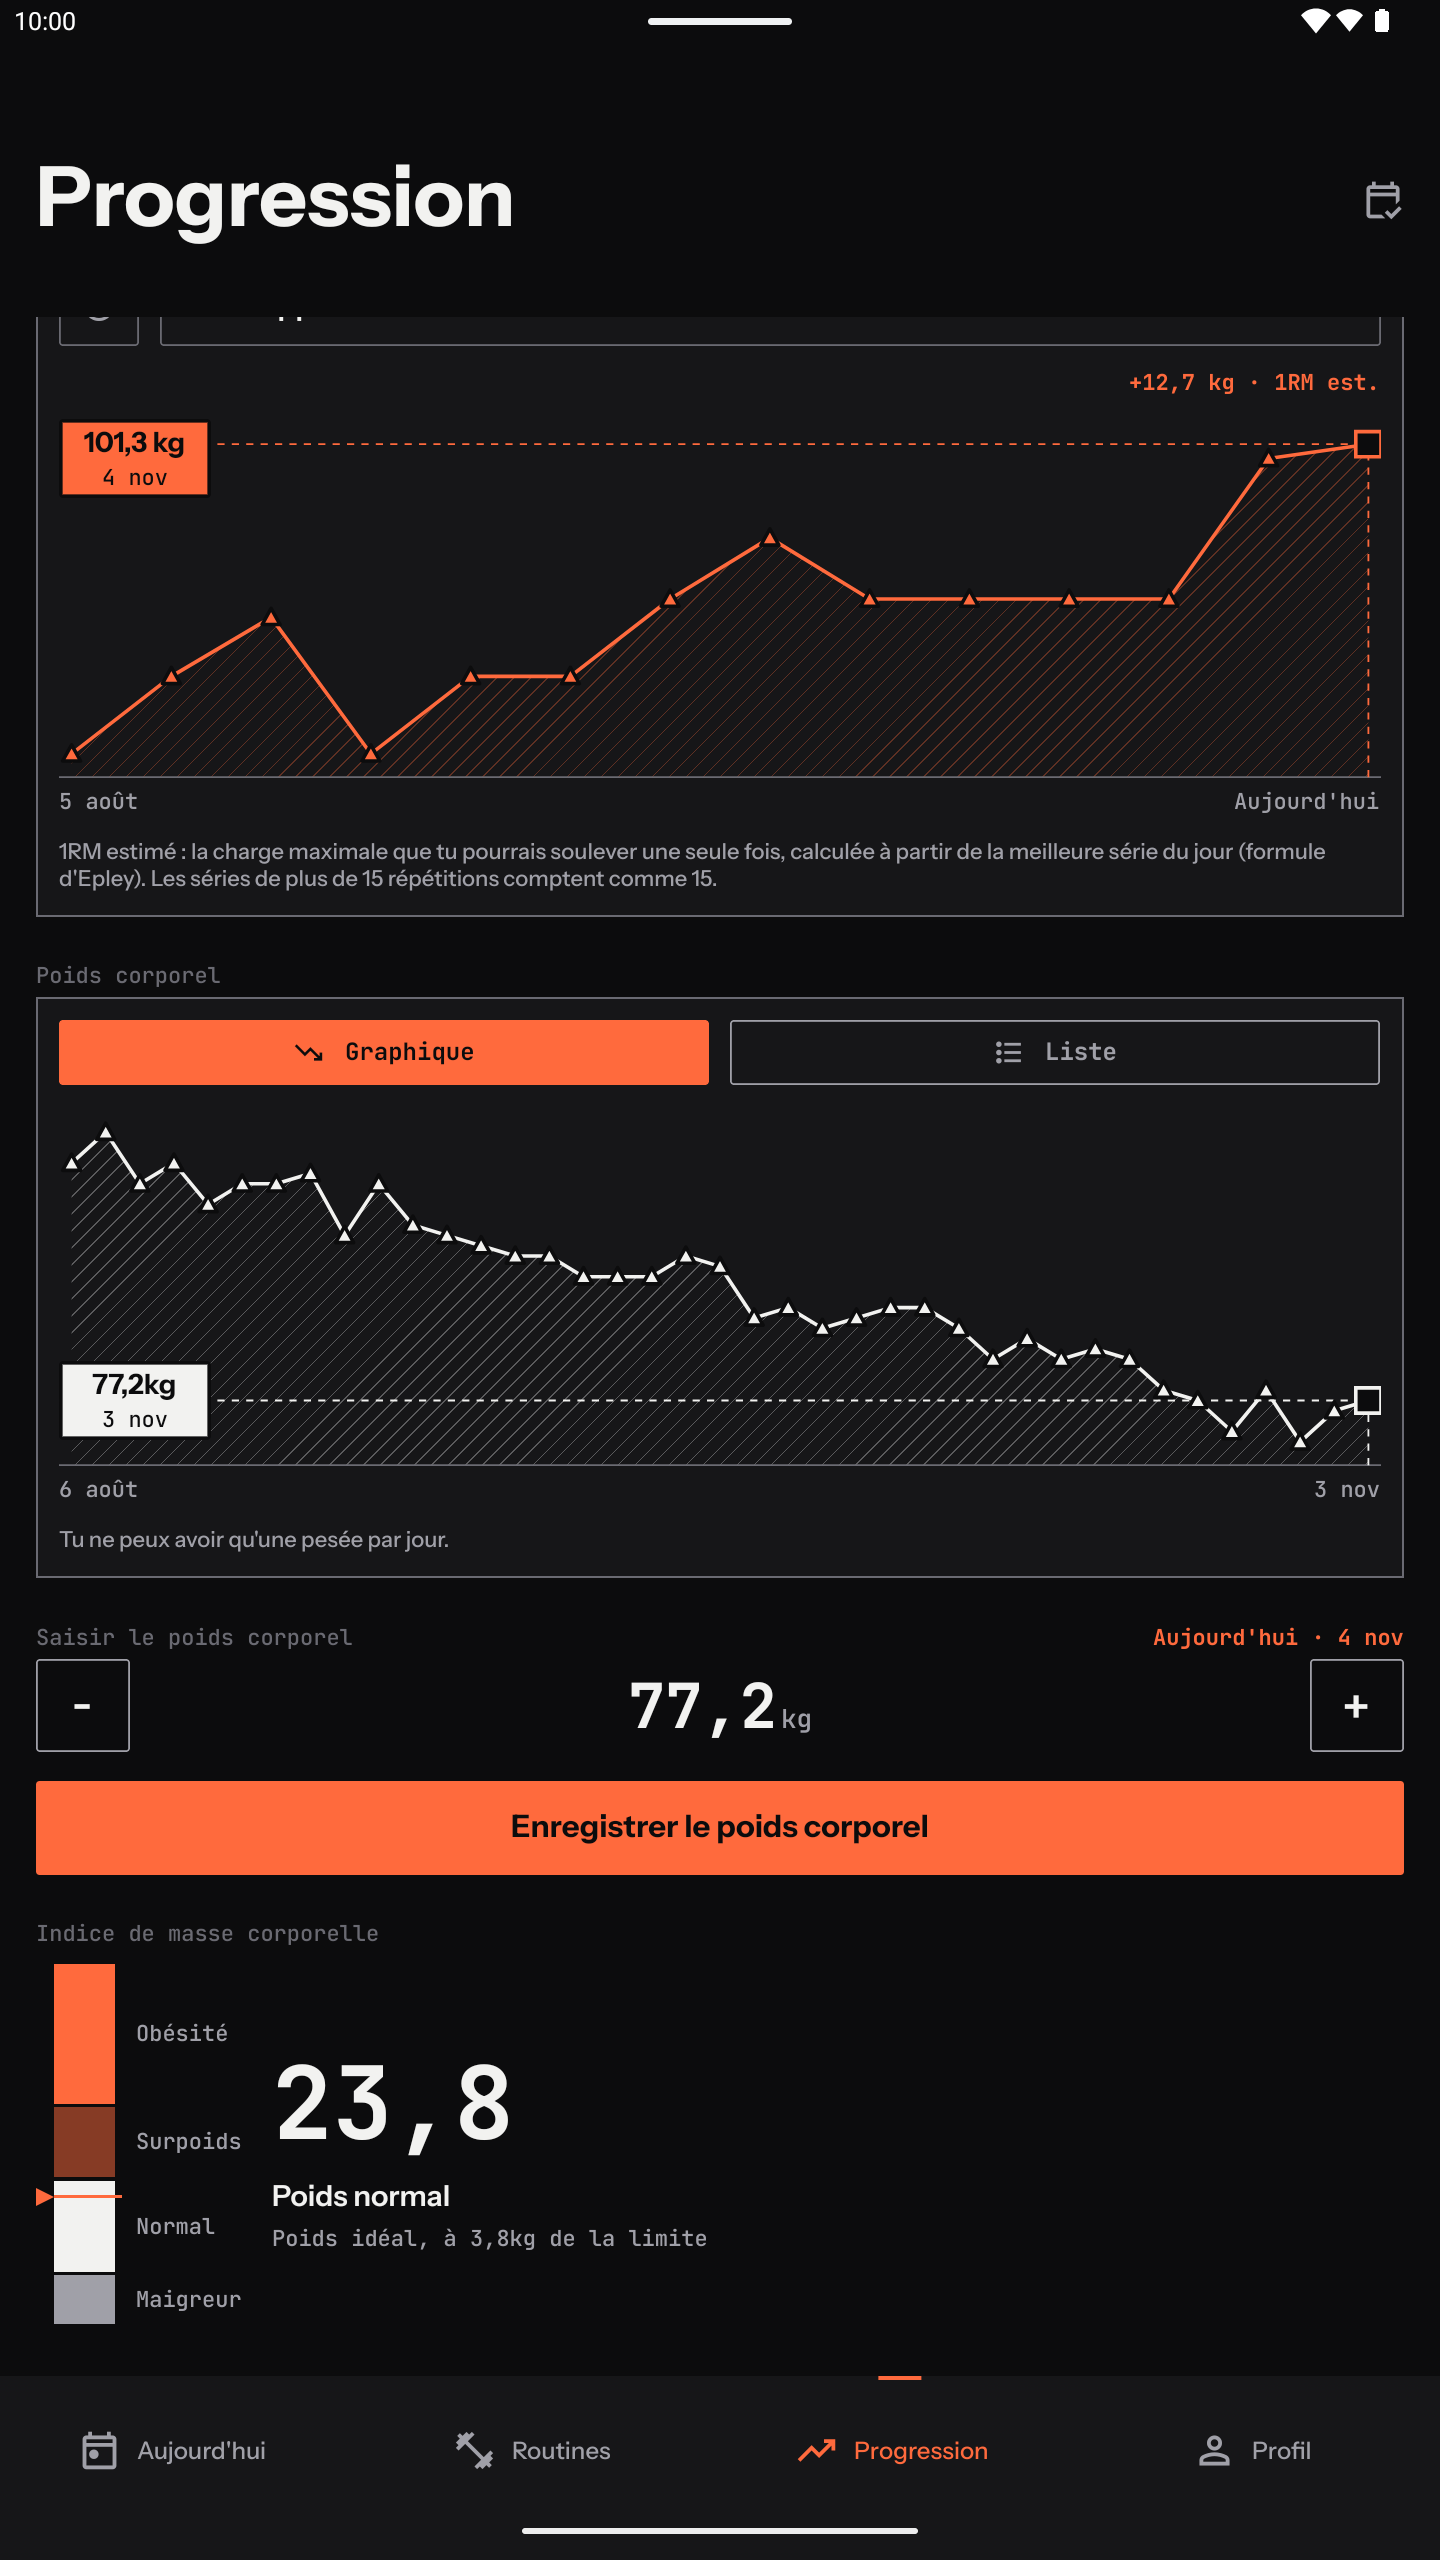 10:00
Progression
+12,7 kg · 1RM est.
101,3 kg
4 nov
5 août
Aujourd'hui
1RM estimé : la charge maximale que tu pourrais soulever une seule fois, calculée à partir de la meilleure série du jour (formule
d'Epley). Les séries de plus de 15 répétitions comptent comme 15.
Poids corporel
Graphique
Liste
77,2kg
3 nov
6 août
3 nov
Tu ne peux avoir qu'une pesée par jour.
Saisir le poids corporel
Aujourd'hui · 4 nov
-
77,2 kg
+
Enregistrer le poids corporel
Indice de masse corporelle
Obésité
Surpoids
Normal
Maigreur
23,8
Poids normal
Poids idéal, à 3,8kg de la limite
Aujourd'hui
Routines
Progression
Profil